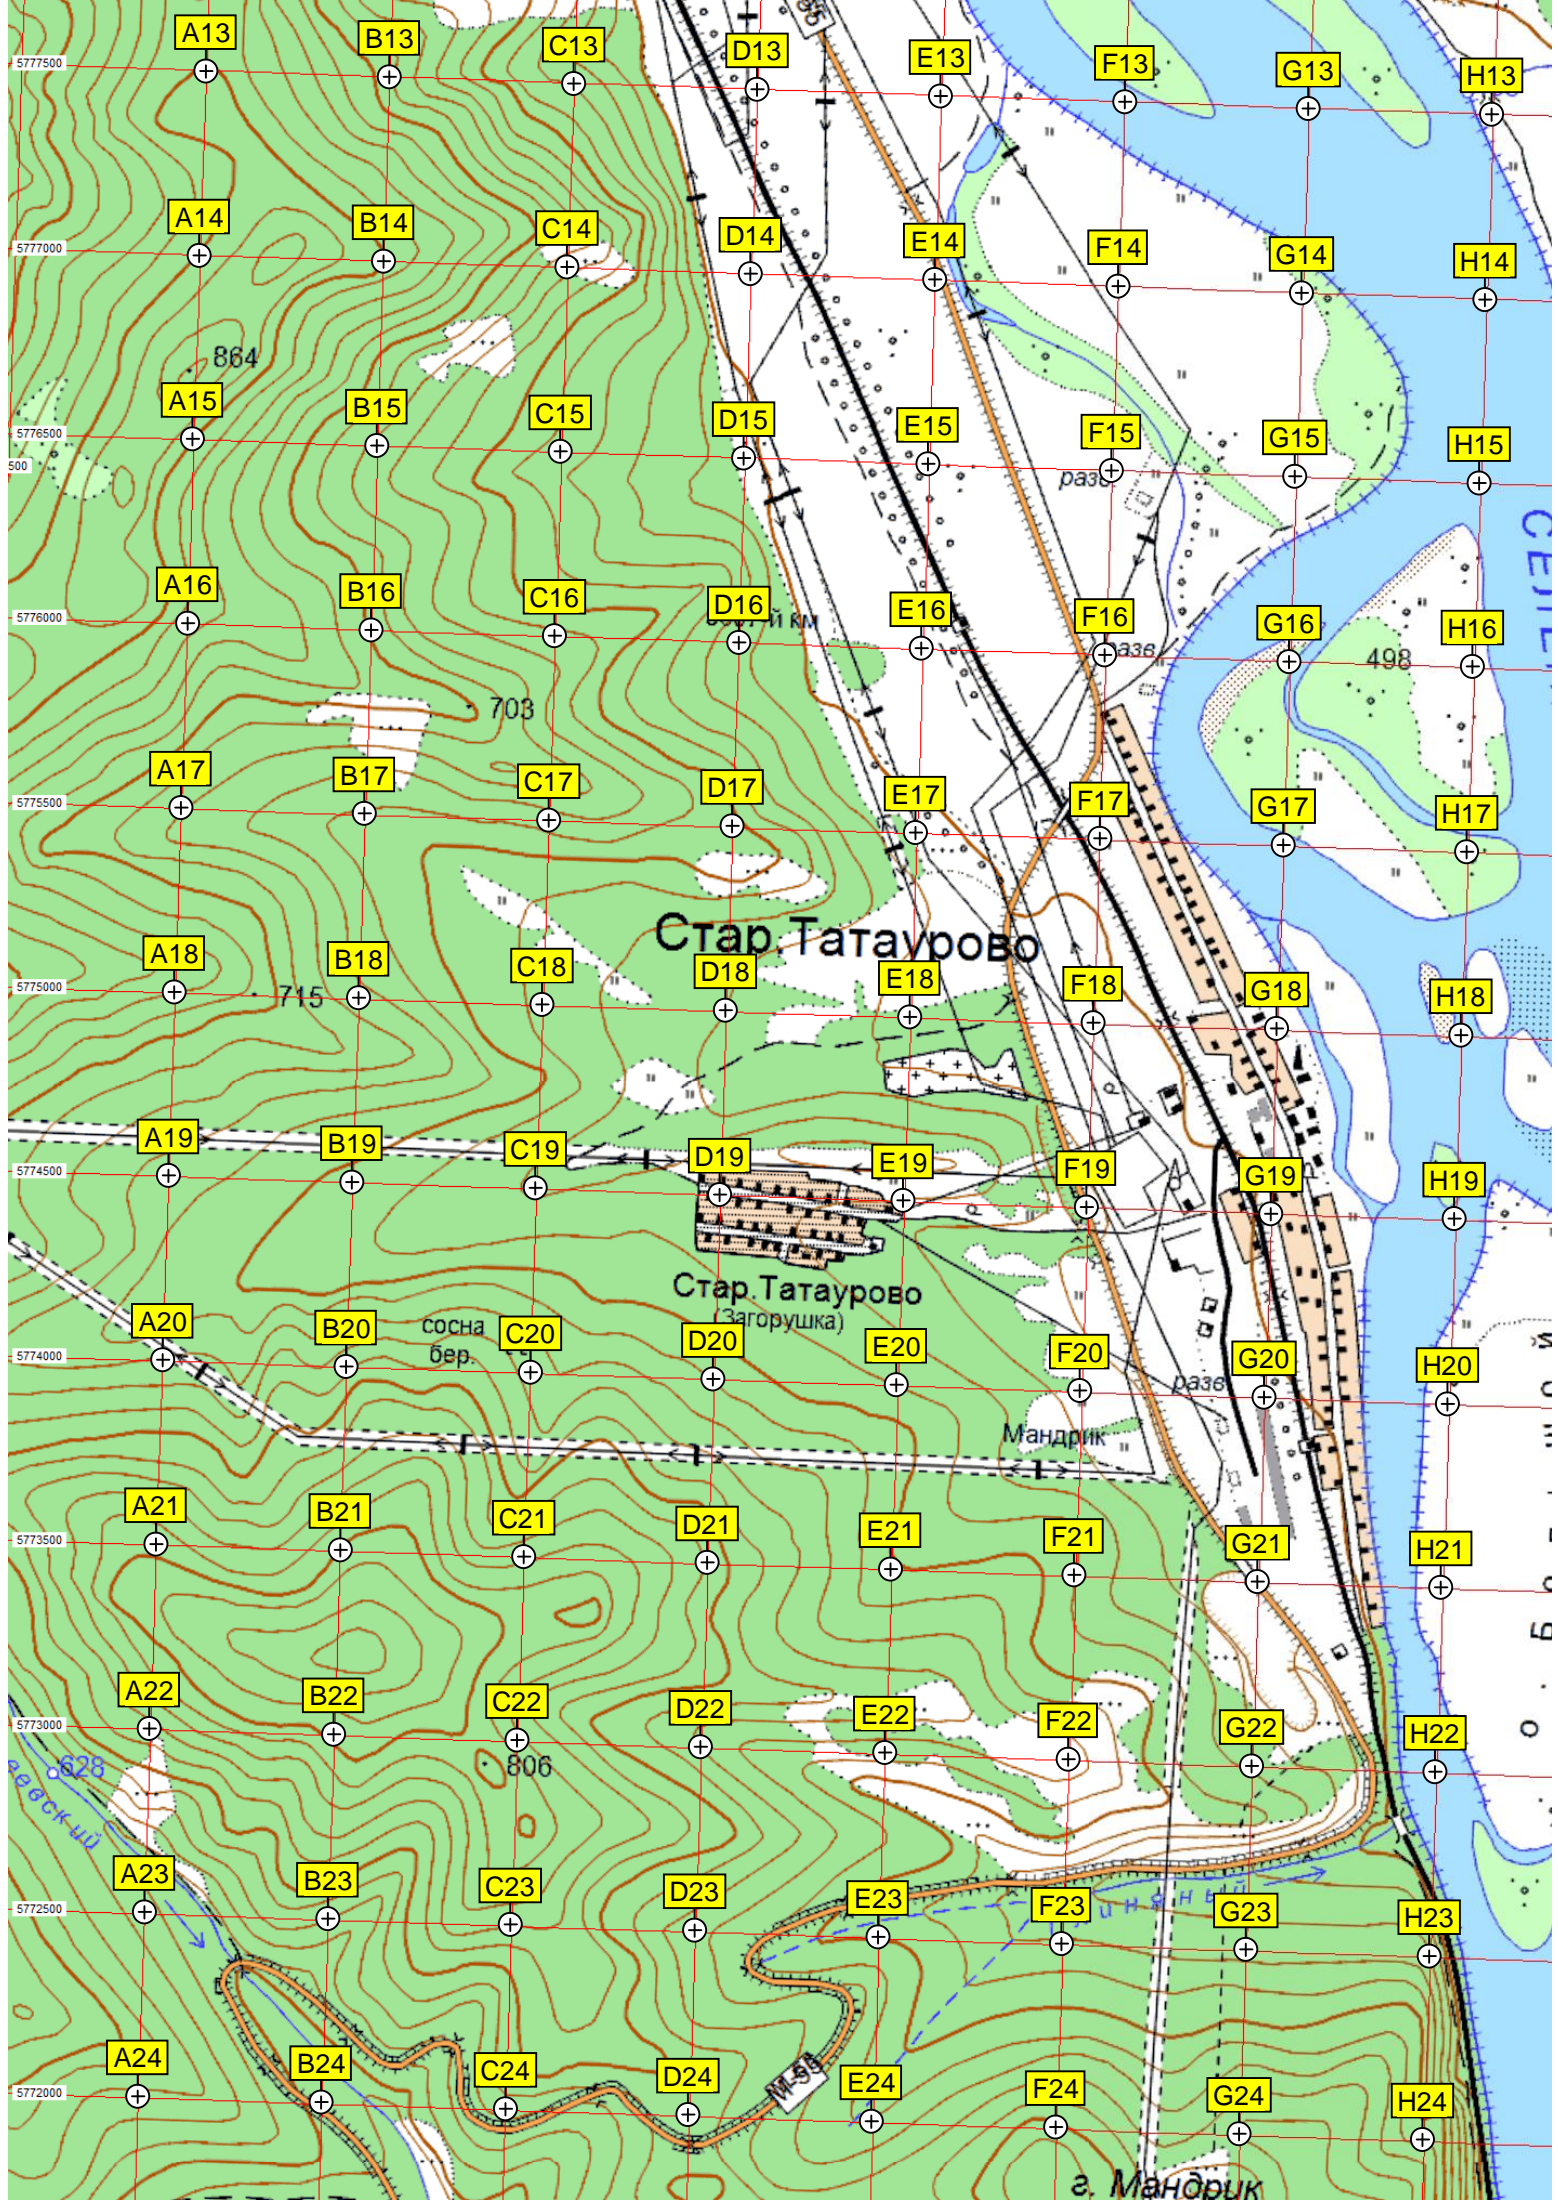 A13 B13 C13 D13 E13 F13 G13 H13
5777500
A14 B14 C14 D14 E14 F14 G14 H14
5777000
864
A15 B15 C15 D15 E15 F15 G15 H15
5776500
500
разв.
A16 B16 C16 D16 E16 F16 G16 H16
5776000
й км
разв.
498
703
A17 B17 C17 D17 E17 F17 G17 H17
5775500
Стар.Татаурово
A18 B18 C18 D18 E18 F18 G18 H18
5775000
715
A19 B19 C19 D19 E19 F19 G19 H19
5774500
Стар.Татаурово
(Загорушка)
A20 B20 C20 D20 E20 F20 G20 H20
сосна
бер.
5774000
разв
Мандрик
A21 B21 C21 D21 E21 F21 G21 H21
5773500
A22 B22 C22 D22 E22 F22 G22 H22
5773000
628
806
A23 B23 C23 D23 E23 F23 G23 H23
5772500
A24 B24 C24 D24 E24 F24 G24 H24
5772000
М-55
г. Мандрик